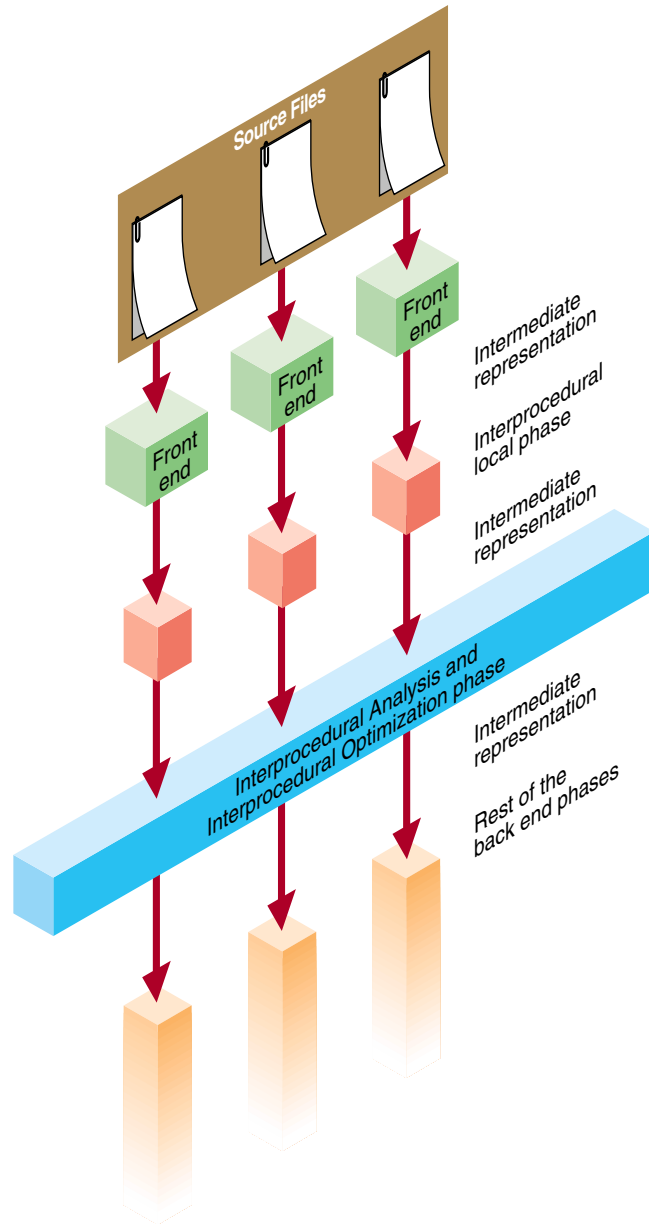 Source Files
Front
end
Front
end
Front
end
Intermediate
representation
Interprocedural
local phase
Intermediate
representation
Interprocedural Analysis and
Interprocedural Optimization phase
Intermediate
representation
Rest of the
back end phases